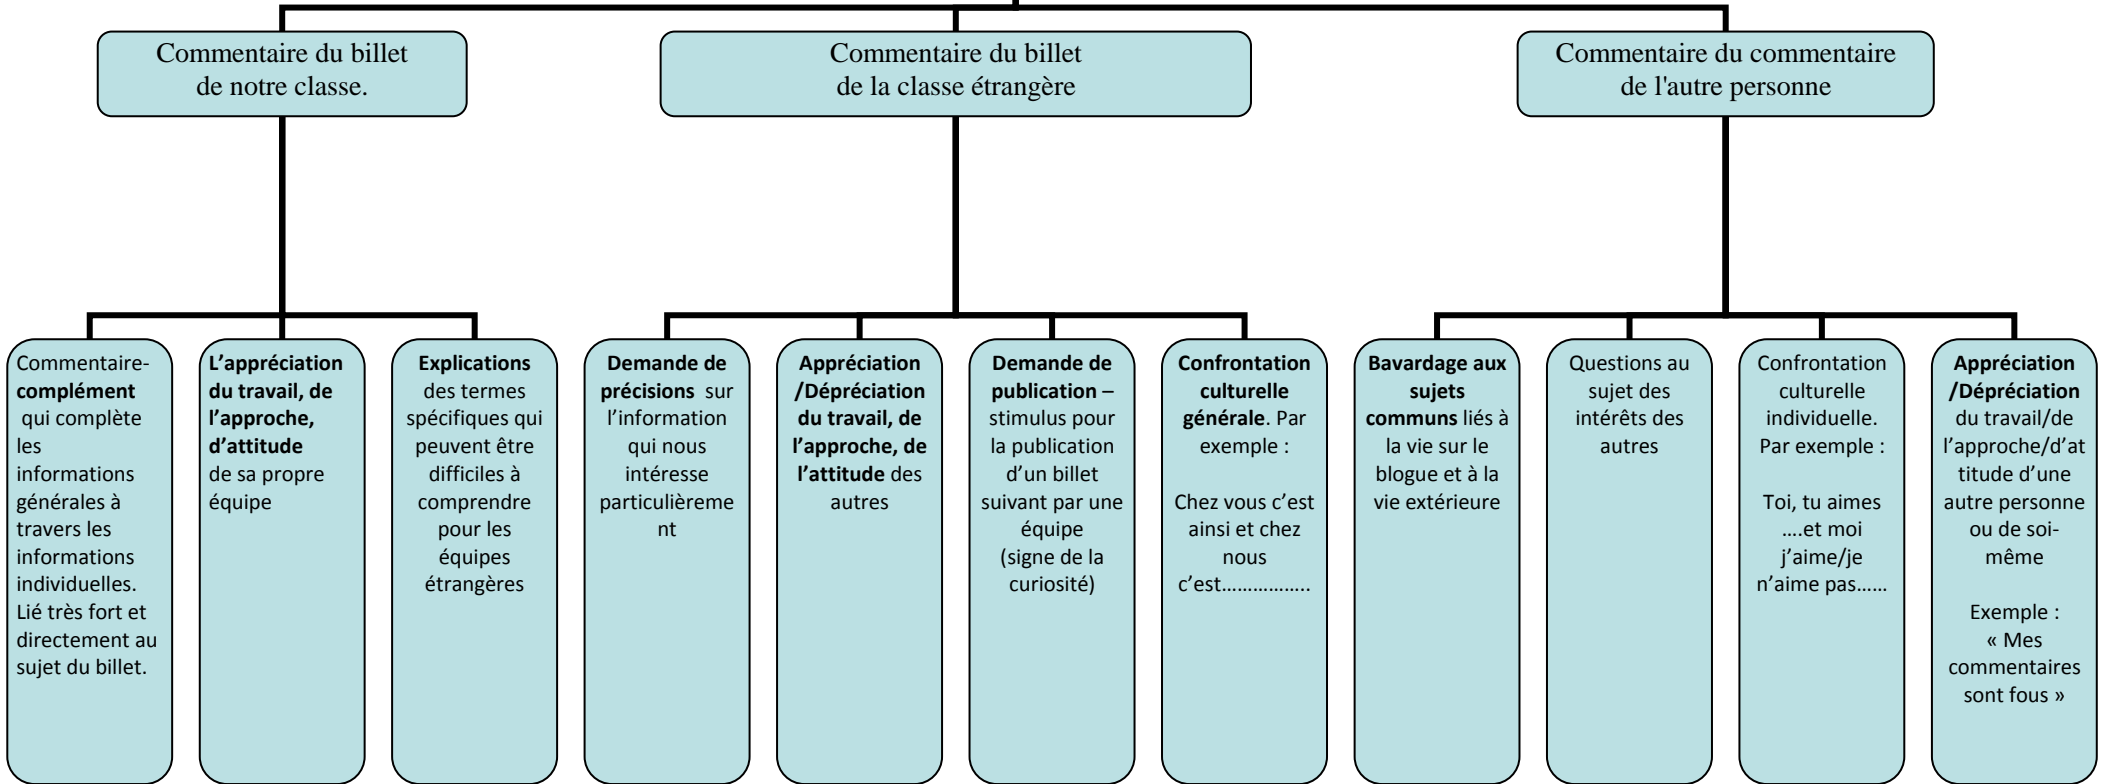 Commentaire du billet
de notre classe.
Commentaire du billet
de la classe étrangère
Commentaire du commentaire
de l'autre personne
Commentaire-
complément
qui complète
les
informations
générales à
travers les
informations
individuelles.
Lié très fort et
directement au
sujet du billet.
L’appréciation
du travail, de
l’approche,
d’attitude
de sa propre
équipe
Explications
des termes
spécifiques qui
peuvent être
difficiles à
comprendre
pour les
équipes
étrangères
Demande de
précisions sur
l’information
qui nous
intéresse
particulièreme
nt
Appréciation
/Dépréciation
du travail, de
l’approche, de
l’attitude des
autres
Demande de
publication –
stimulus pour
la publication
d’un billet
suivant par une
équipe
(signe de la
curiosité)
Confrontation
culturelle
générale. Par
exemple :
Chez vous c’est
ainsi et chez
nous
c’est……………..
Bavardage aux
sujets
communs liés à
la vie sur le
blogue et à la
vie extérieure
Questions au
sujet des
intérêts des
autres
Confrontation
culturelle
individuelle.
Par exemple :
Toi, tu aimes
….et moi
j’aime/je
n’aime pas……
Appréciation
/Dépréciation
du travail/de
l’approche/d’at
titude d’une
autre personne
ou de soi-
même
Exemple :
« Mes
commentaires
sont fous »